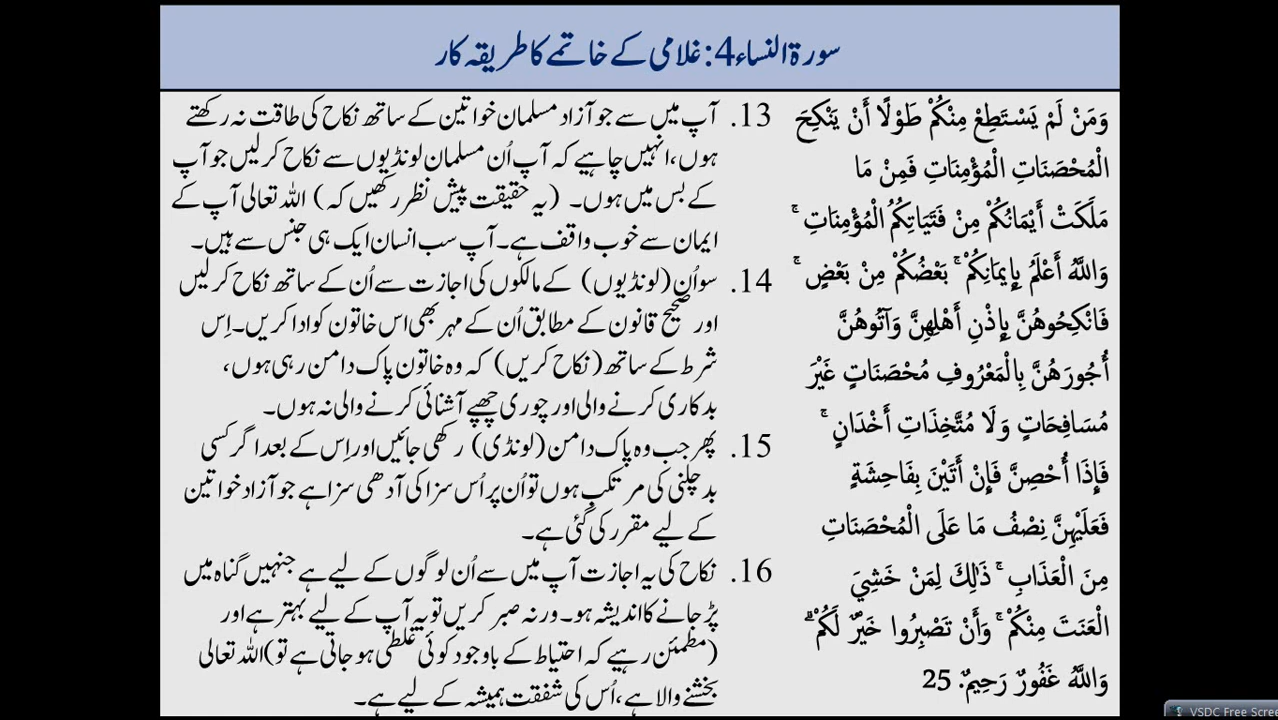 سورۃ النساء 4: غلامی کے خاتمے کا طریقہ کار
وَمَنْ لَمْ يَسْتَطِعْ مِنْكُمْ طَوْلًا أَنْ يَنْكِحَ
الْمُحْصَنَاتِ الْمُؤْمِنَاتِ فَمِنْ مَا
مَلَكَتْ أَيْمَانُكُمْ مِنْ فَتَيَاتِكُمُ الْمُؤْمِنَاتِ ۚ
وَاللَّهُ أَعْلَمُ بِإِيمَانِكُمْ ۚ بَعْضُكُمْ مِنْ بَعْضٍ ۚ
فَانْكِحُوهُنَّ بِإِذْنِ أَهْلِهِنَّ وَآتُوهُنَّ
أُجُورَهُنَّ بِالْمَعْرُوفِ مُحْصَنَاتٍ غَيْرَ
مُسَافِحَاتٍ وَلَا مُتَّخِذَاتِ أَخْدَانٍ ۚ
فَإِذَا أُحْصِنَّ فَإِنْ أَتَيْنَ بِفَاحِشَةٍ
فَعَلَيْهِنَّ نِصْفُ مَا عَلَى الْمُحْصَنَاتِ
مِنَ الْعَذَابِ ۚ ذَٰلِكَ لِمَنْ خَشِيَ
الْعَنَتَ مِنْكُمْ ۚ وَأَنْ تَصْبِرُوا خَيْرٌ لَكُمْ ۗ
وَاللَّهُ غَفُورٌ رَحِيمٌ. 25
13. آپ میں سے جو آزاد مسلمان خواتین کے ساتھ نکاح کی طاقت نہ رکھتے
ہوں، انہیں چاہیے کہ آپ اُن مسلمان لونڈیوں سے نکاح کر لیں جو آپ
کے بس میں ہوں۔ (یہ حقیقت پیش نظر رکھیں کہ) اللہ تعالی آپ کے
ایمان سے خوب واقف ہے۔ آپ سب انسان ایک ہی جنس سے ہیں۔
14. سو اُن (لونڈیوں) کے مالکوں کی اجازت سے اُن کے ساتھ نکاح کر لیں
اور صحیح قانون کے مطابق اُن کے مہر بھی اس خاتون کو ادا کریں۔ اِس
شرط کے ساتھ (نکاح کریں) کہ وہ خاتون پاک دامن رہی ہوں،
بدکاری کرنے والی اور چوری چھپے آشنائی کرنے والی نہ ہوں۔
15. پھر جب وہ پاک دامن (لونڈی) رکھی جائیں اور اِس کے بعد اگر کسی
بدچلنی کی مرتکب ہوں تو اُن پر اُس سزا کی آدھی سزا ہے جو آزاد خواتین
کے لیے مقرر کی گئی ہے۔
16. نکاح کی یہ اجازت آپ میں سے اُن لوگوں کے لیے ہے جنہیں گناہ میں
پڑ جانے کا اندیشہ ہو۔ ورنہ صبر کریں تو یہ آپ کے لیے بہتر ہے اور
(مطمئن رہیے کہ احتیاط کے باوجود کوئی غلطی ہو جاتی ہے تو) اللہ تعالی
بخشنے والا ہے، اُس کی شفقت ہمیشہ کے لیے ہے۔
VSDC Free Scree